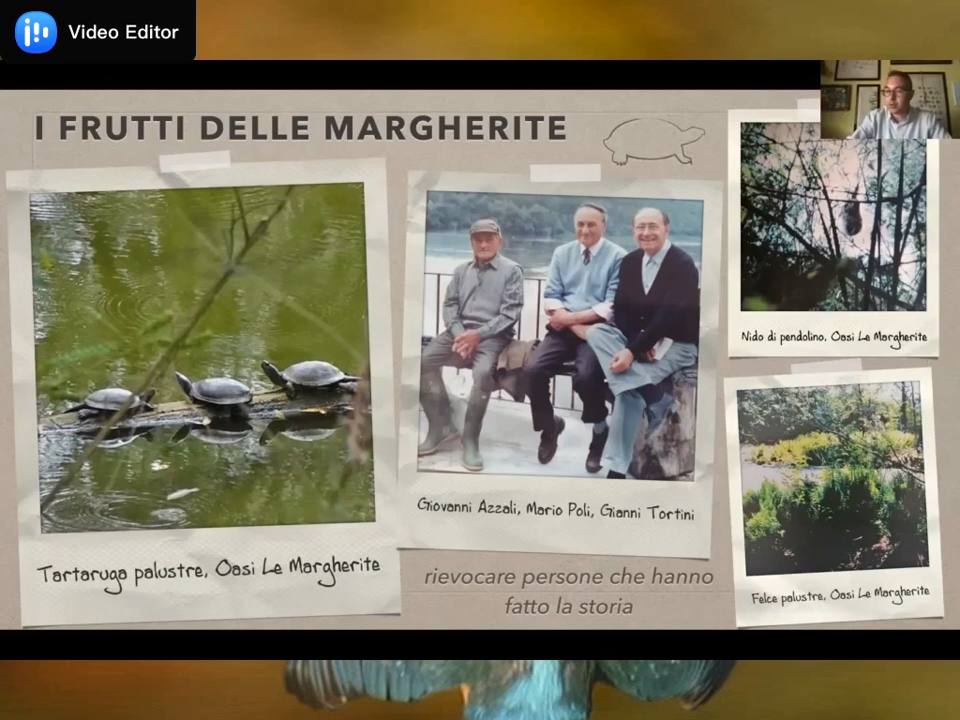 Video Editor
I FRUTTI DELLE MARGHERITE
Tartaruga palustre, Oasi Le Margherite
Giovanni Azzali, Mario Poli, Gianni Tortini
rievocare persone che hanno
fatto la storia
Nido di pendolino, Oasi Le Margherite
Felce palustre, Oasi Le Margherite